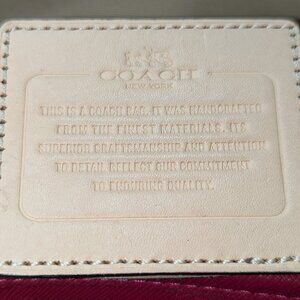 COACH
NEW YORK
THIS IS A COACH BAG. IT WAS HANDCRAFTED
FROM THE FINEST MATERIALS. ITS
SUPERIOR CRAFTSMANSHIP AND ATTENTION
TO DETAIL REFLECT OUR COMMITMENT
TO ENDURING QUALITY.